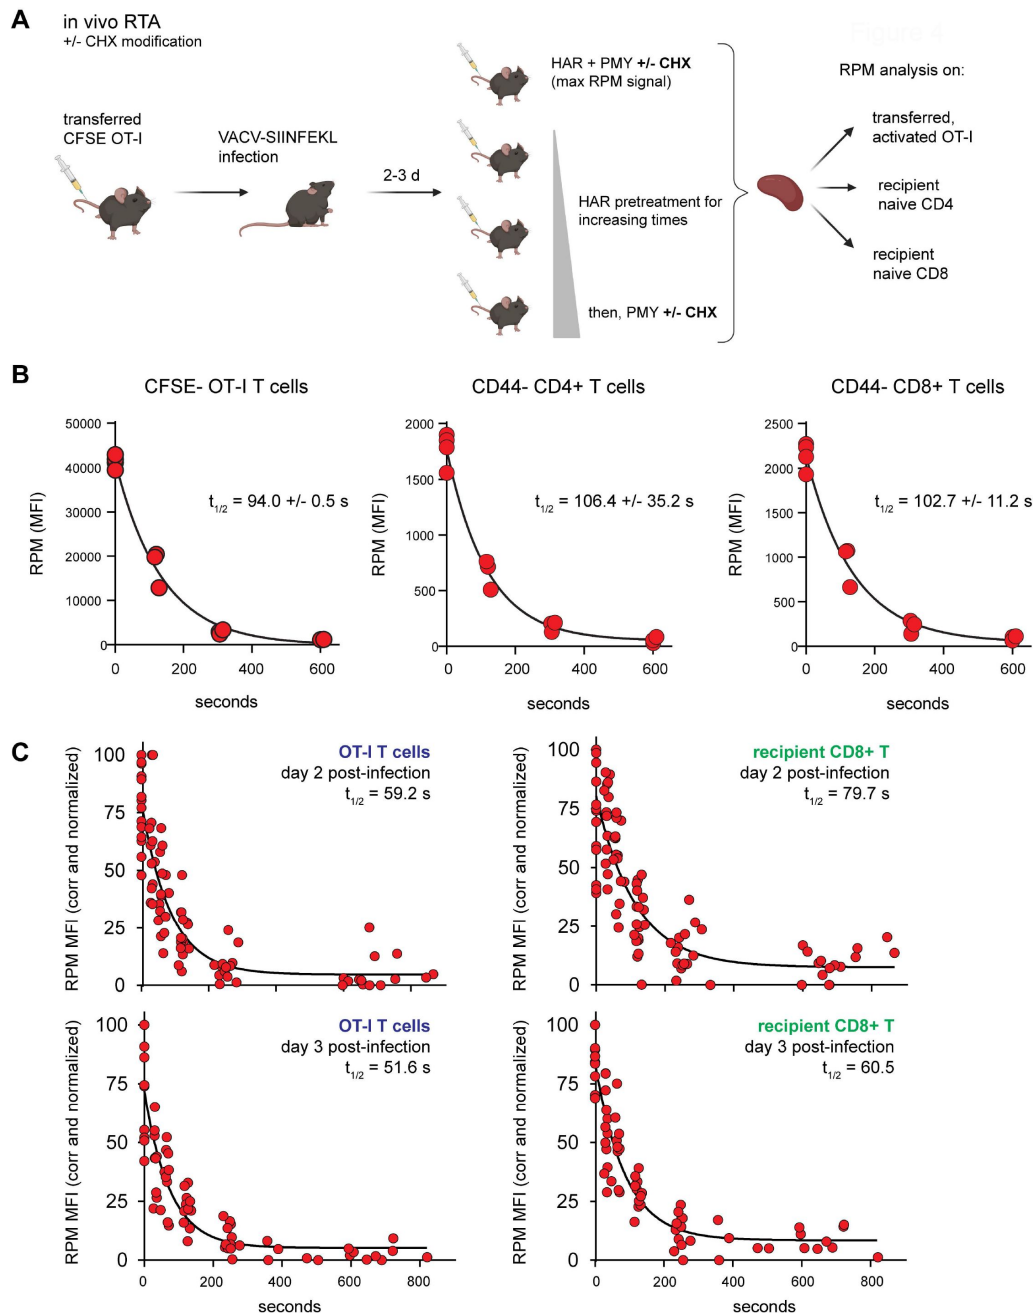 Figure 4
A
in vivo RTA
+/- CHX modification
transferred
CFSE OT-I
VACV-SIINFEKL
infection
2-3 d
HAR + PMY +/- CHX
(max RPM signal)
HAR pretreatment for
increasing times
then, PMY +/- CHX
RPM analysis on:
transferred,
activated OT-I
recipient
naive CD4
recipient
naive CD8
B
CFSE- OT-I T cells
RPM (MFI)
50000
40000
30000
20000
10000
0
t1/2 = 94.0 +/- 0.5 s
0 200 400 600
seconds
CD44- CD4+ T cells
RPM (MFI)
2000
1500
1000
500
0
t1/2 = 106.4 +/- 35.2 s
0 200 400 600
seconds
CD44- CD8+ T cells
RPM (MFI)
2500
2000
1500
1000
500
0
t1/2 = 102.7 +/- 11.2 s
0 200 400 600
seconds
C
RPM MFI (corr and normalized)
100
75
50
25
0
OT-I T cells
day 2 post-infection
t1/2 = 59.2 s
RPM MFI (corr and normalized)
100
75
50
25
0
recipient CD8+ T
day 2 post-infection
t1/2 = 79.7 s
RPM MFI (corr and normalized)
100
75
50
25
0
OT-I T cells
day 3 post-infection
t1/2 = 51.6 s
0 200 400 600 800
seconds
RPM MFI (corr and normalized)
100
75
50
25
0
recipient CD8+ T
day 3 post-infection
t1/2 = 60.5
0 200 400 600 800
seconds